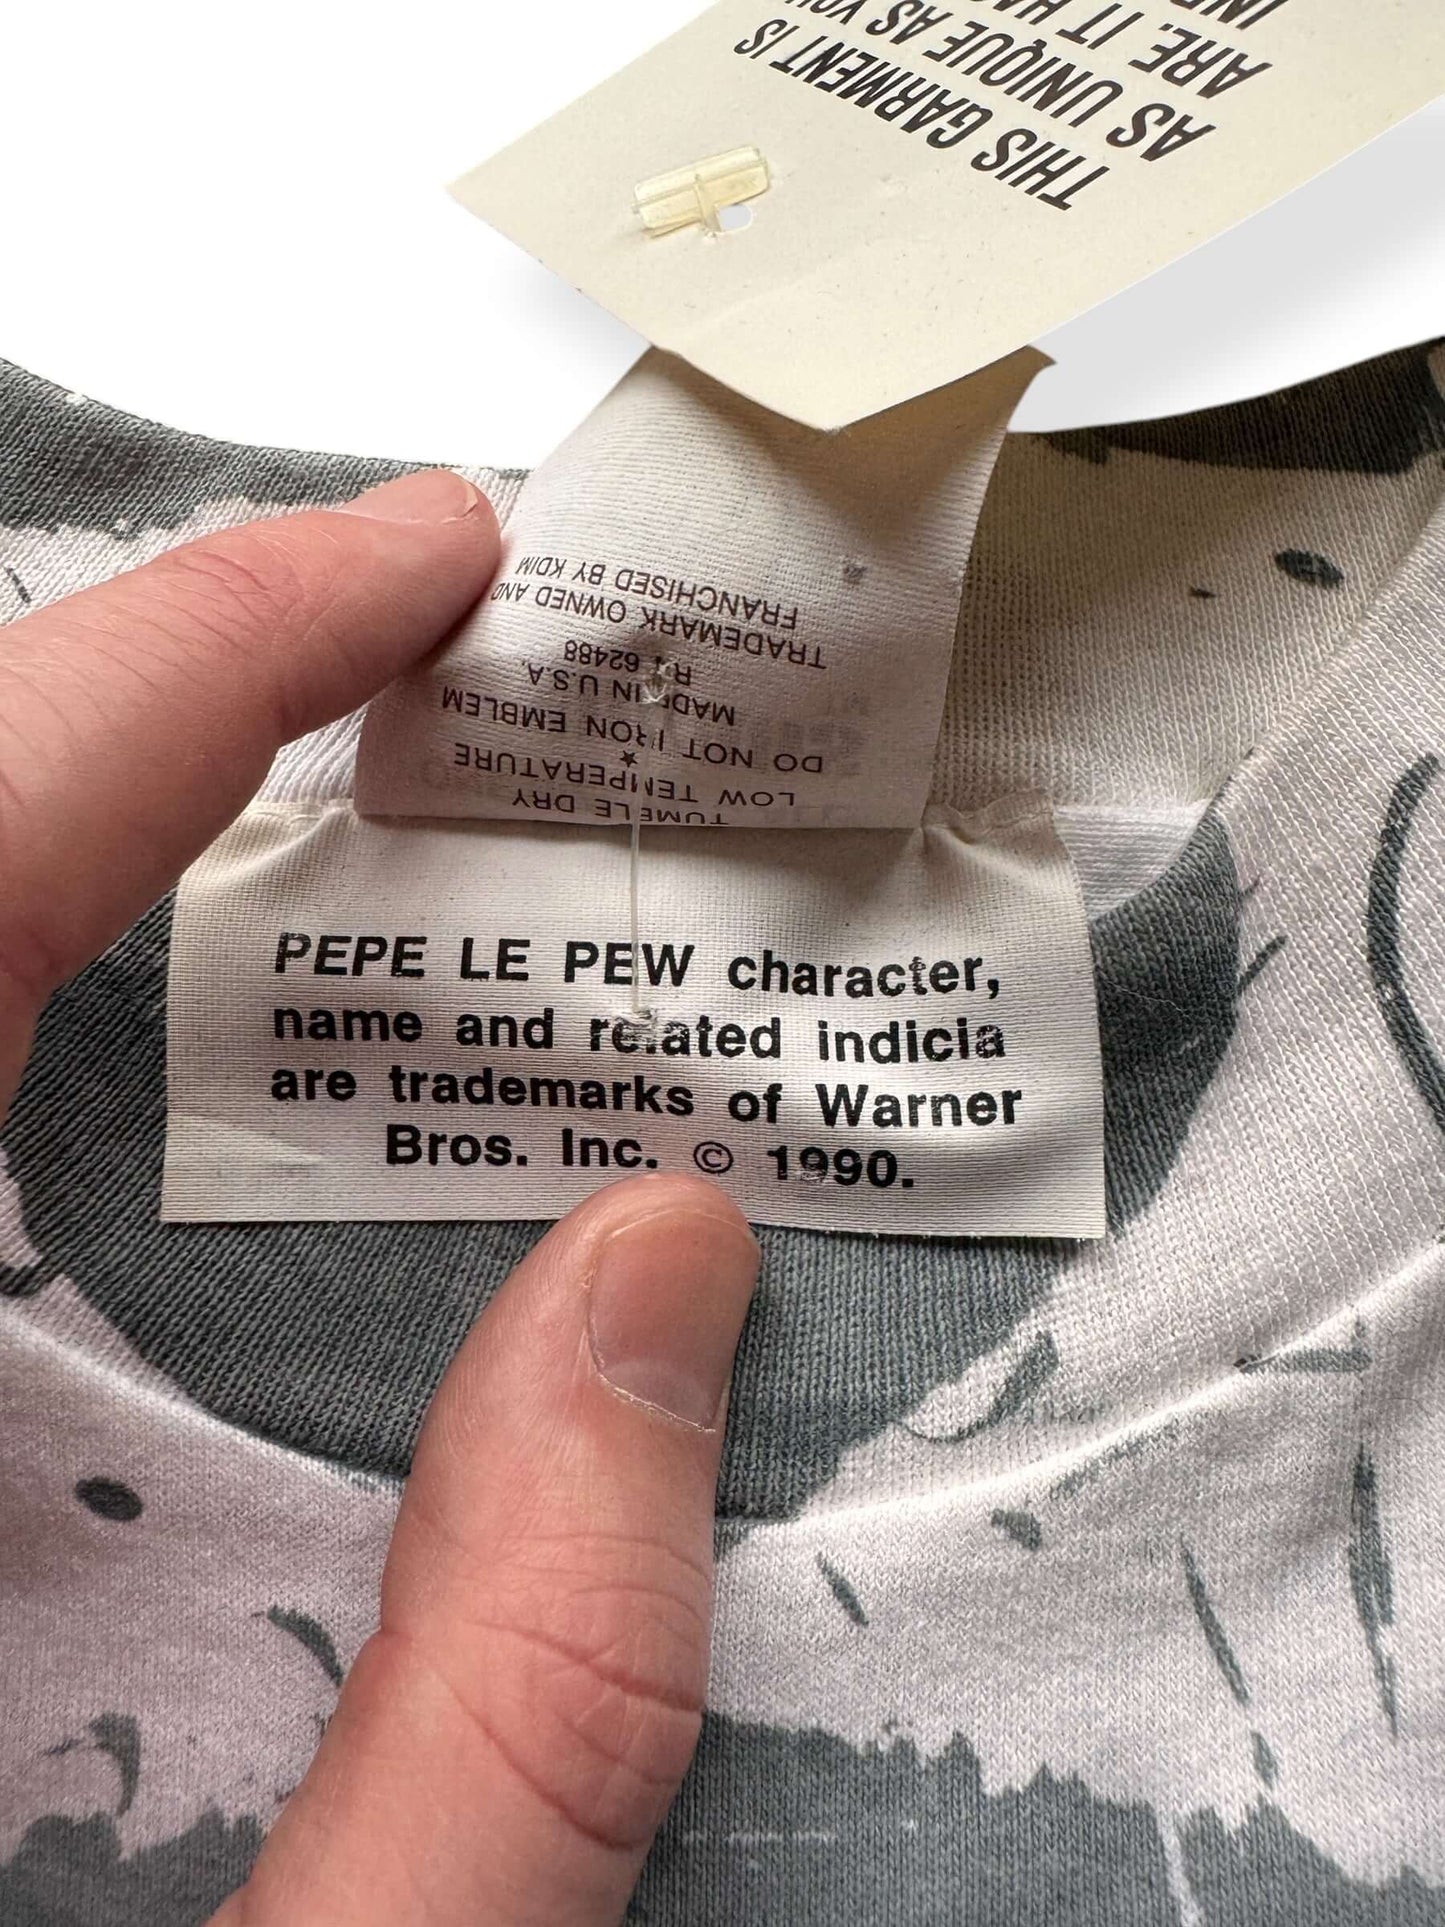 THIS GARMENT IS
AS UNIQUE AS YOU
ARE. IT HAS
TUMBLE DRY
LOW TEMPERATURE
DO NOT IRON EMBLEM
MADE IN U.S.A.
RN 62488
TRADEMARK OWNED AND
FRANCHISED BY KDIM
PEPE LE PEW character,
name and related indicia
are trademarks of Warner
Bros. Inc. © 1990.